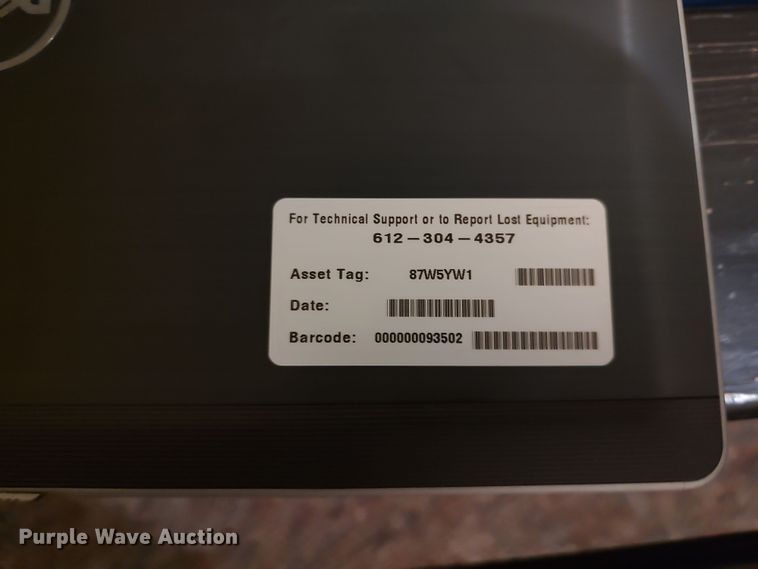 For Technical Support or to Report Lost Equipment:
612-304-4357
Asset Tag: 87W5YW1
Date:
Barcode: 000000093502
Purple Wave Auction